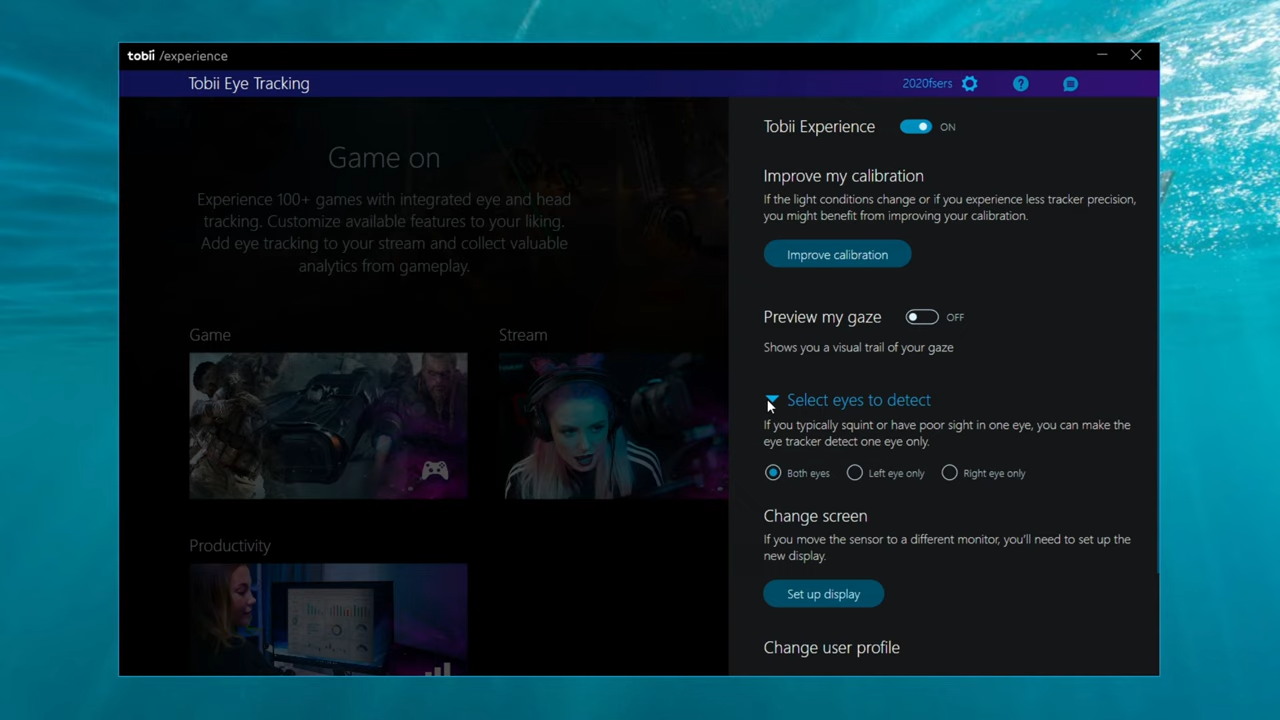 tobii /experience
Tobii Eye Tracking
2020fsers
?
Game on
Experience 100+ games with integrated eye and head
tracking. Customize available features to your liking.
Add eye tracking to your stream and collect valuable
analytics from gameplay.
Game
Stream
Productivity
Tobii Experience ON
Improve my calibration
If the light conditions change or if you experience less tracker precision,
you might benefit from improving your calibration.
Improve calibration
Preview my gaze OFF
Shows you a visual trail of your gaze
Select eyes to detect
If you typically squint or have poor sight in one eye, you can make the
eye tracker detect one eye only.
Both eyes Left eye only Right eye only
Change screen
If you move the sensor to a different monitor, you'll need to set up the
new display.
Set up display
Change user profile